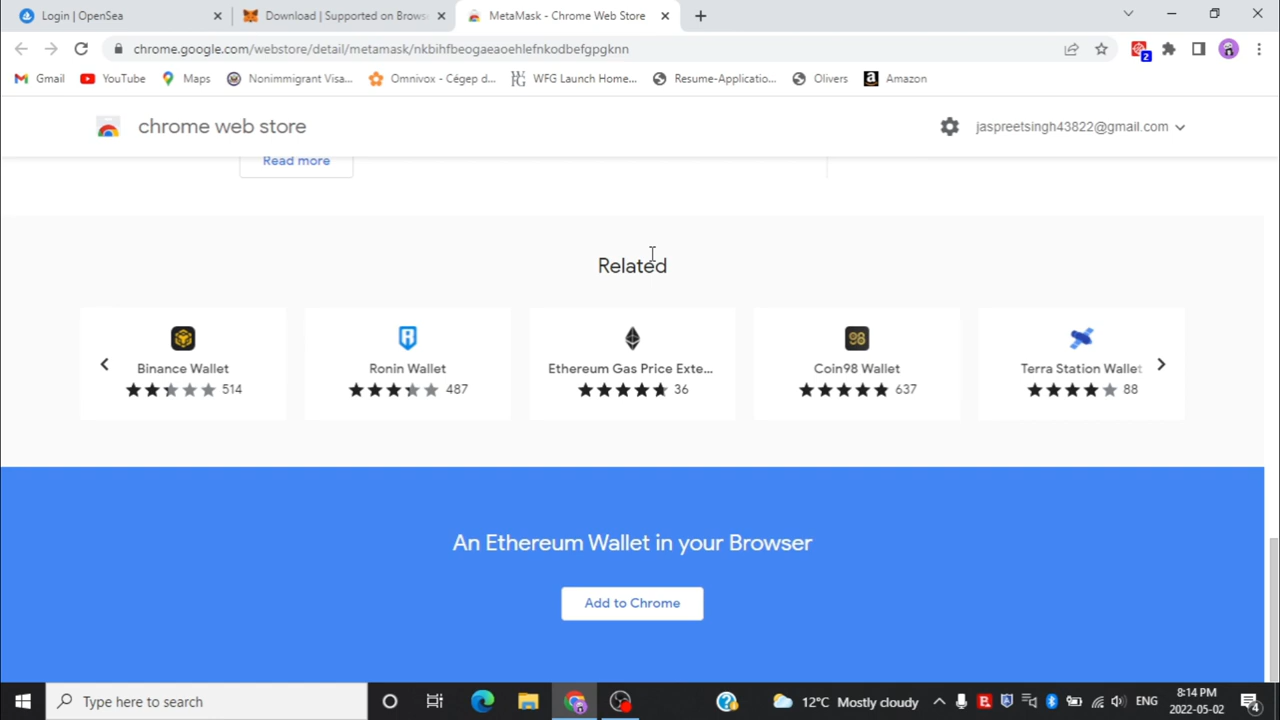 Login | OpenSea
Download | Supported on Brows
MetaMask - Chrome Web Store
chrome.google.com/webstore/detail/metamask/nkbihfbeogaeaoehlefnkodbefgpgknn
2
Gmail
YouTube
Maps
Nonimmigrant Visa...
Omnivox - Cégep d...
WFG Launch Home...
Resume-Applicatio...
Olivers
Amazon
chrome web store
jaspreetsingh43822@gmail.com
Read more
Related
Binance Wallet
514
Ronin Wallet
487
Ethereum Gas Price Exte...
36
Coin98 Wallet
637
Terra Station Wallet
88
An Ethereum Wallet in your Browser
Add to Chrome
Type here to search
12°C Mostly cloudy
ENG
8:14 PM
2022-05-02
4